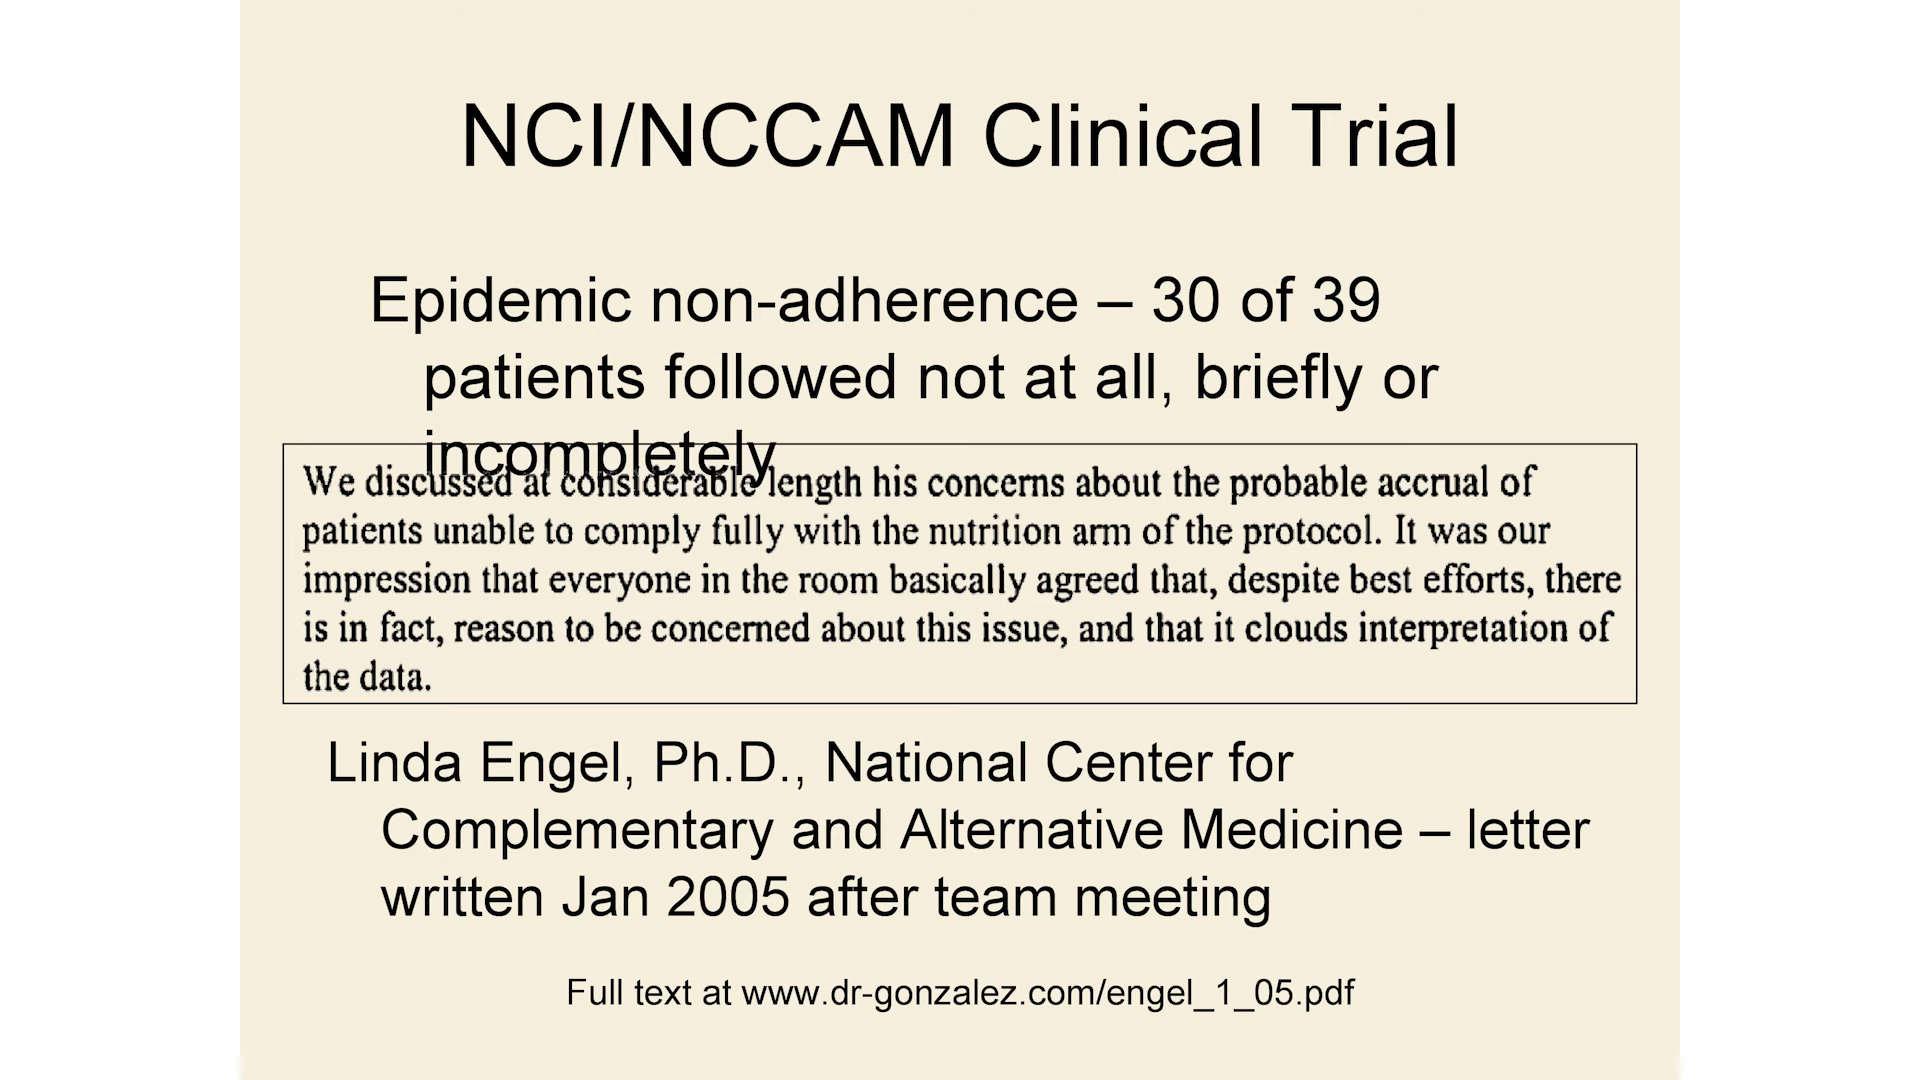 NCI/NCCAM Clinical Trial
Epidemic non-adherence – 30 of 39
patients followed not at all, briefly or
incompletely
We discussed at considerable length his concerns about the probable accrual of
patients unable to comply fully with the nutrition arm of the protocol. It was our
impression that everyone in the room basically agreed that, despite best efforts, there
is in fact, reason to be concerned about this issue, and that it clouds interpretation of
the data.
Linda Engel, Ph.D., National Center for
Complementary and Alternative Medicine – letter
written Jan 2005 after team meeting
Full text at www.dr-gonzalez.com/engel_1_05.pdf